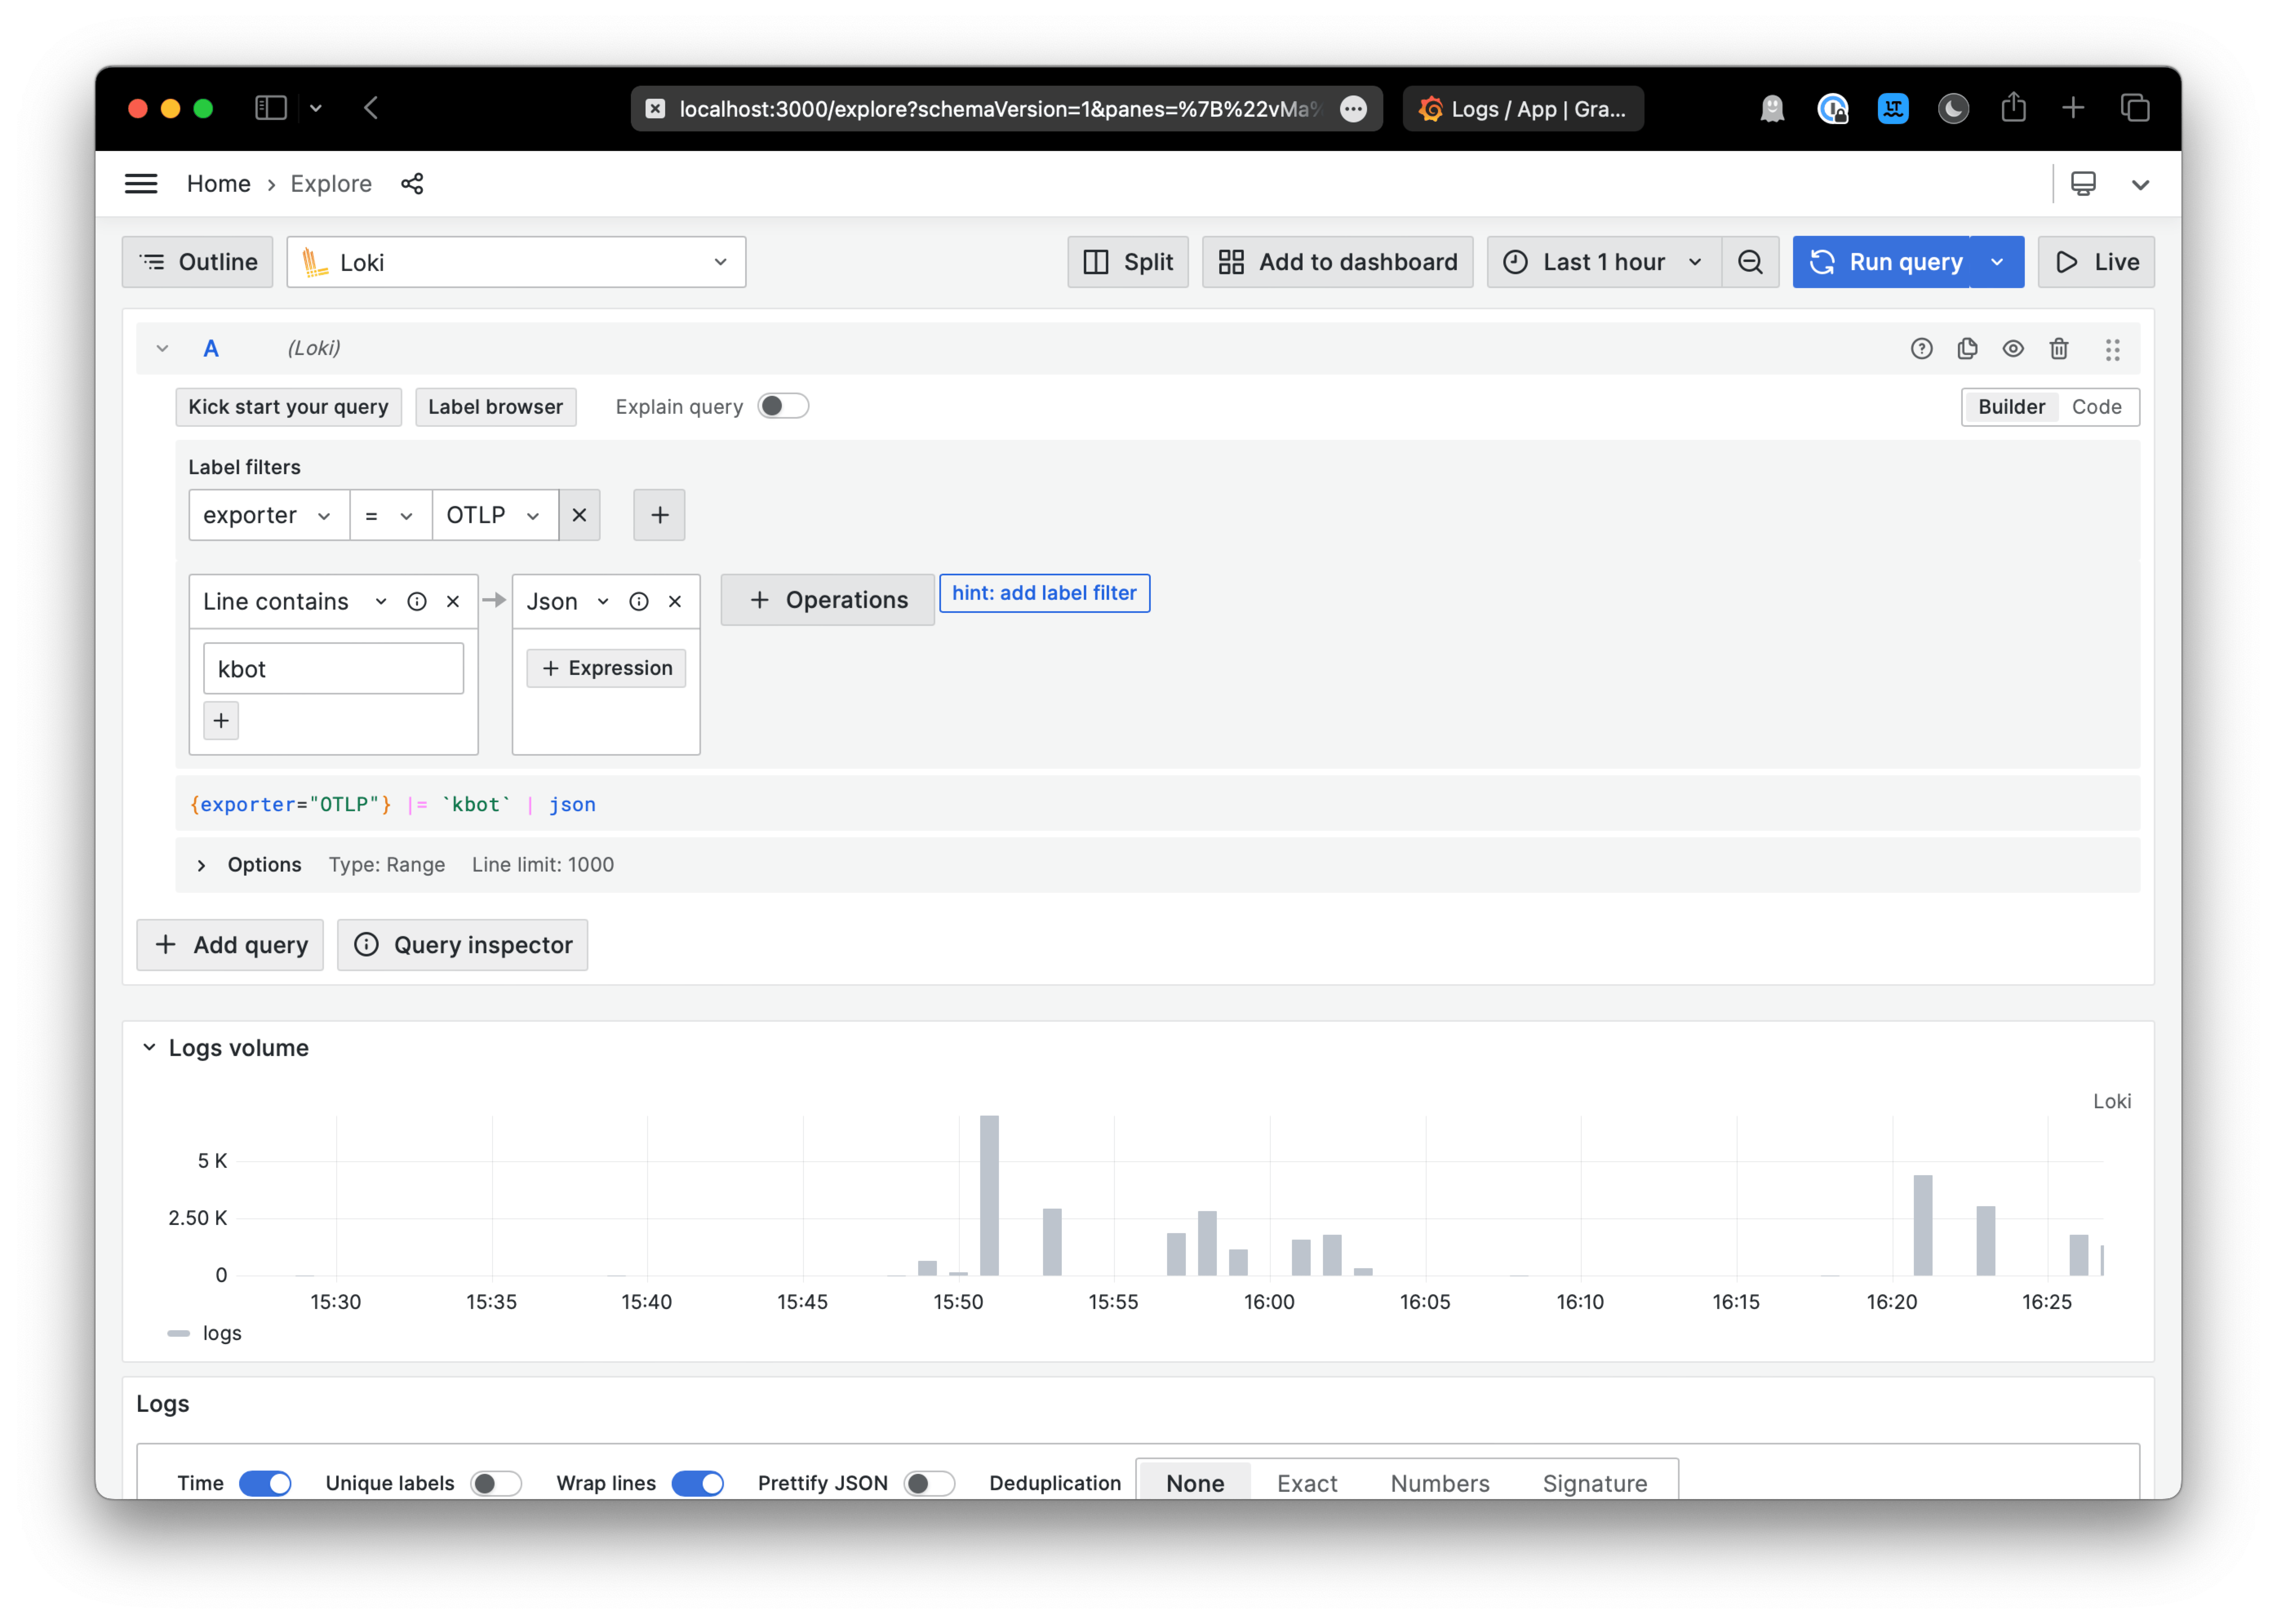 localhost:3000/explore?schemaVersion=1&panes=%7B%22vMa%
Logs / App | Gra...
Home › Explore
Outline Loki Split Add to dashboard Last 1 hour Run query Live
A (Loki)
Kick start your query Label browser Explain query Builder Code
Label filters
exporter = OTLP
Line contains Json + Operations hint: add label filter
kbot + Expression
+
{exporter="OTLP"} |= `kbot` | json
Options Type: Range Line limit: 1000
+ Add query Query inspector
Logs volume
Loki
5 K
2.50 K
0
15:30 15:35 15:40 15:45 15:50 15:55 16:00 16:05 16:10 16:15 16:20 16:25
logs
Logs
Time Unique labels Wrap lines Prettify JSON Deduplication None Exact Numbers Signature